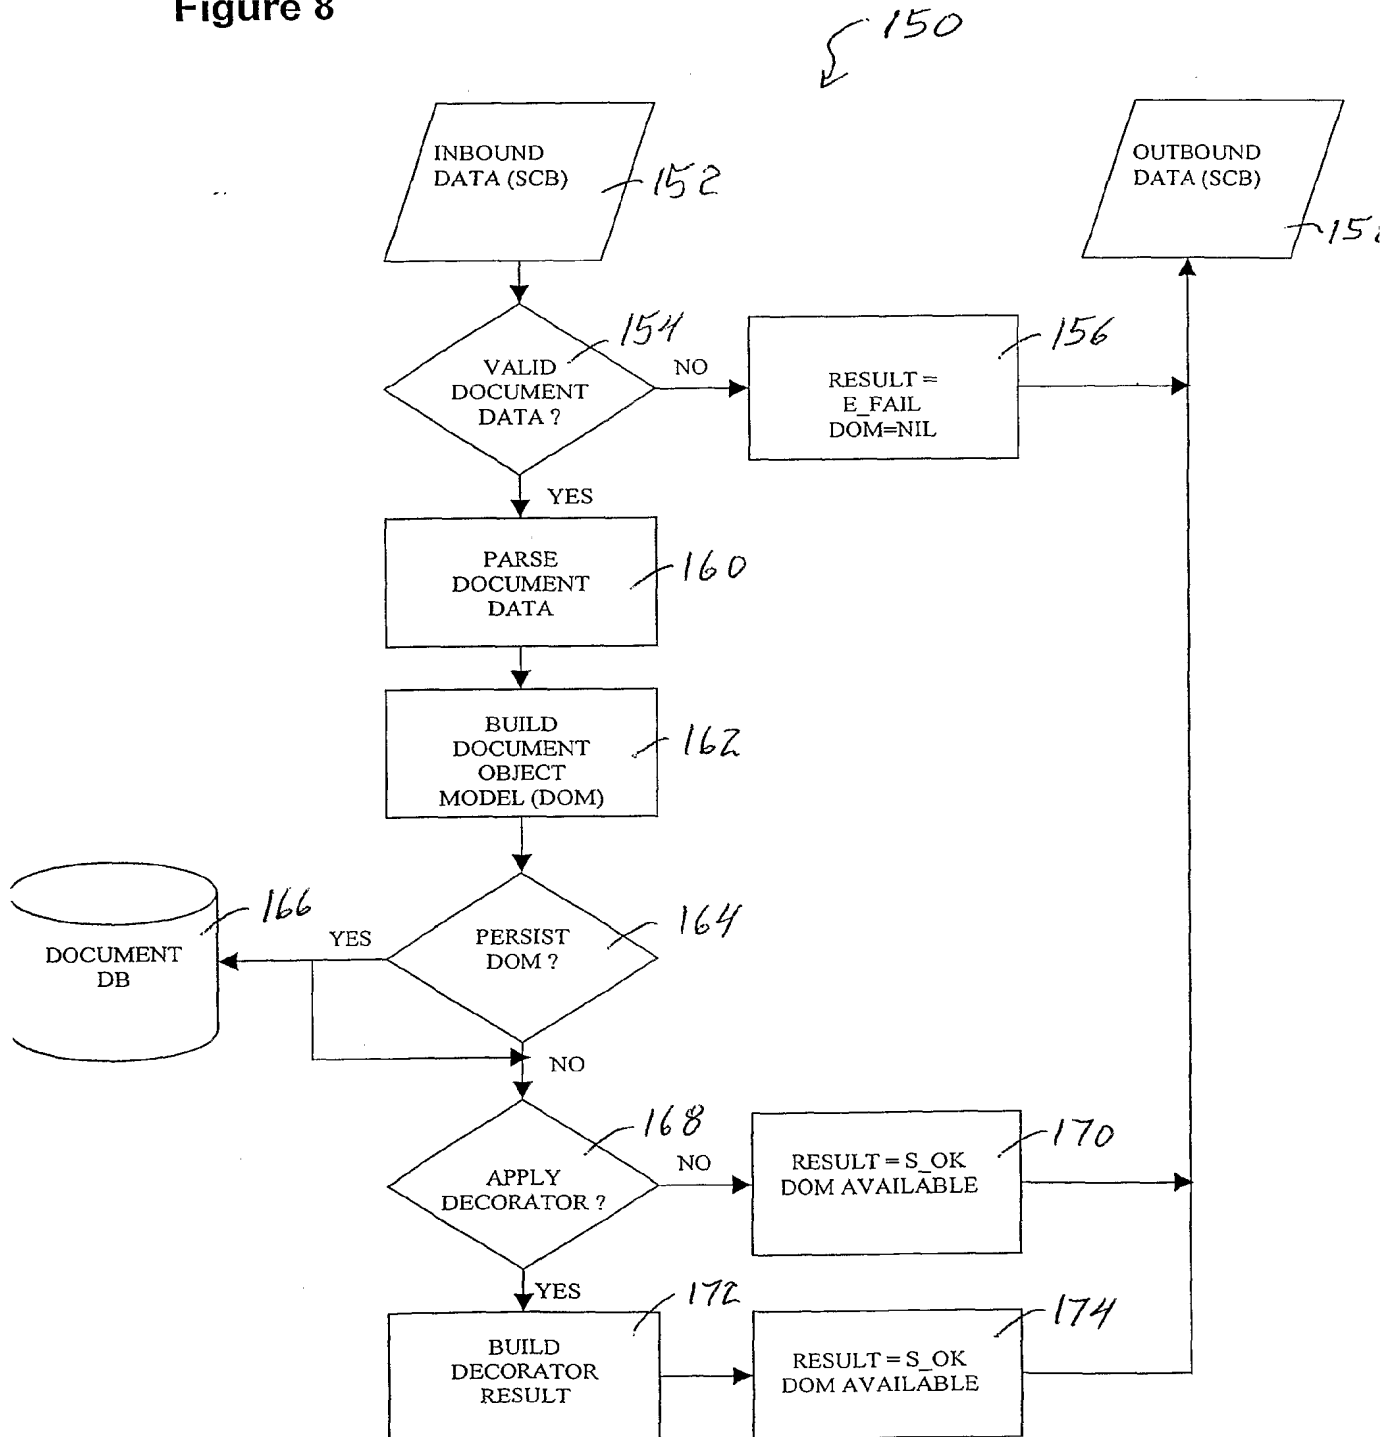 Figure 8
150
INBOUND
DATA (SCB)
152
OUTBOUND
DATA (SCB)
VALID
DOCUMENT
DATA ?
154
NO
RESULT =
E_FAIL
DOM=NIL
156
YES
PARSE
DOCUMENT
DATA
160
BUILD
DOCUMENT
OBJECT
MODEL (DOM)
162
DOCUMENT
DB
166
YES
PERSIST
DOM ?
164
NO
APPLY
DECORATOR ?
168
NO
RESULT = S_OK
DOM AVAILABLE
170
YES
BUILD
DECORATOR
RESULT
172
RESULT = S_OK
DOM AVAILABLE
174